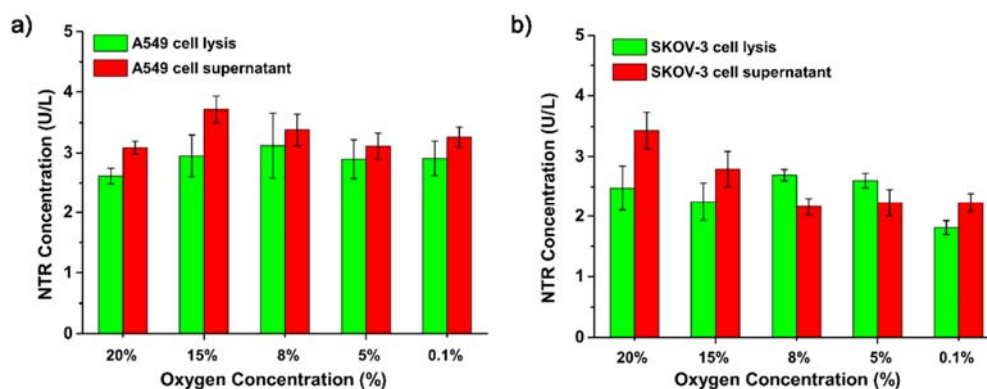 a)
A549 cell lysis
A549 cell supernatant
NTR Concentration (U/L)
5
4
3
2
1
0
20% 15% 8% 5% 0.1%
Oxygen Concentration (%)
b)
SKOV-3 cell lysis
SKOV-3 cell supernatant
NTR Concentration (U/L)
5
4
3
2
1
0
20% 15% 8% 5% 0.1%
Oxygen Concentration (%)